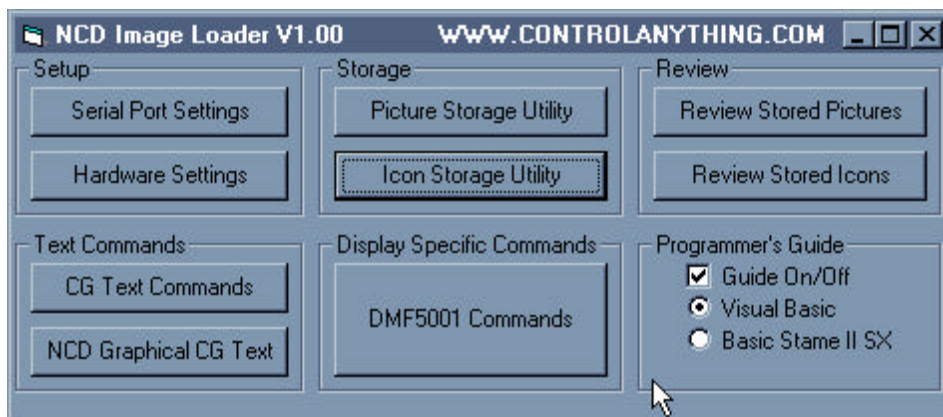 NCD Image Loader V1.00 WWW.CONTROLANYTHING.COM
Setup
Serial Port Settings
Hardware Settings
Storage
Picture Storage Utility
Icon Storage Utility
Review
Review Stored Pictures
Review Stored Icons
Text Commands
CG Text Commands
NCD Graphical CG Text
Display Specific Commands
DMF5001 Commands
Programmer's Guide
Guide On/Off
Visual Basic
Basic Stame II SX